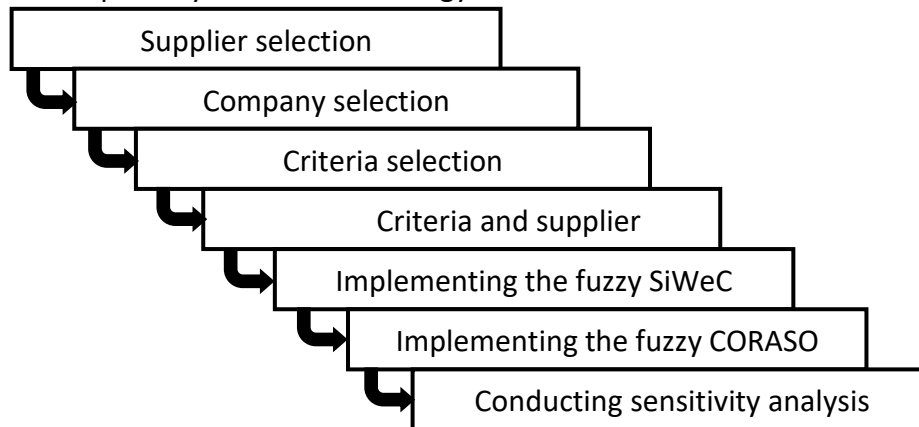 Supplier selection
Company selection
Criteria selection
Criteria and supplier
Implementing the fuzzy SiWeC
Implementing the fuzzy CORASO
Conducting sensitivity analysis